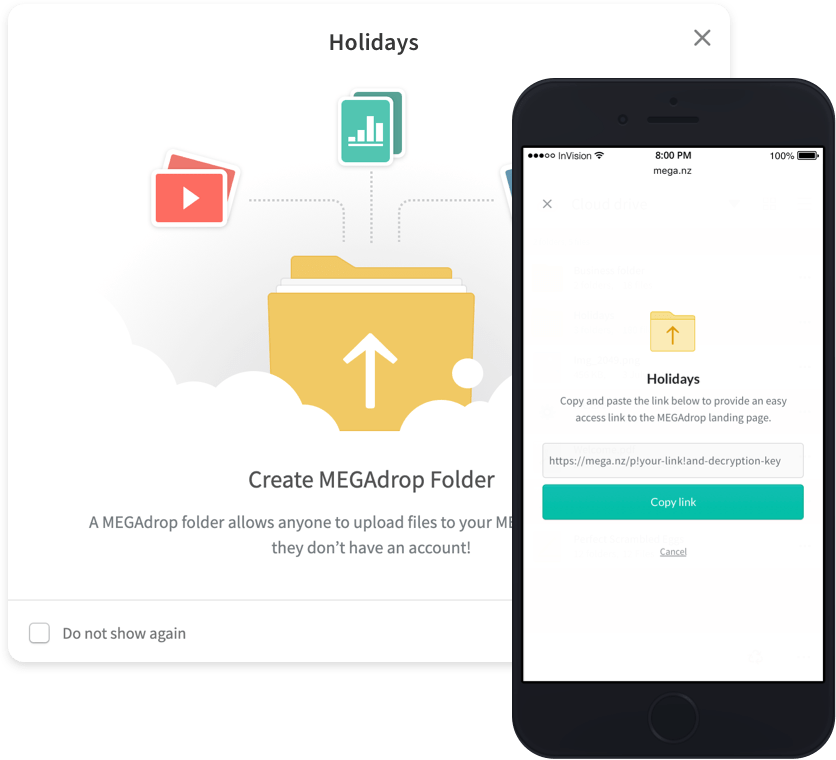 Holidays
Create MEGAdrop Folder
A MEGAdrop folder allows anyone to upload files to your
they don’t have an account!
Do not show again
InVision
8:00 PM
100%
mega.nz
Holidays
Copy and paste the link below to provide an easy
access link to the MEGAdrop landing page.
https://mega.nz/p!your-link!and-decryption-key
Copy link
Cancel